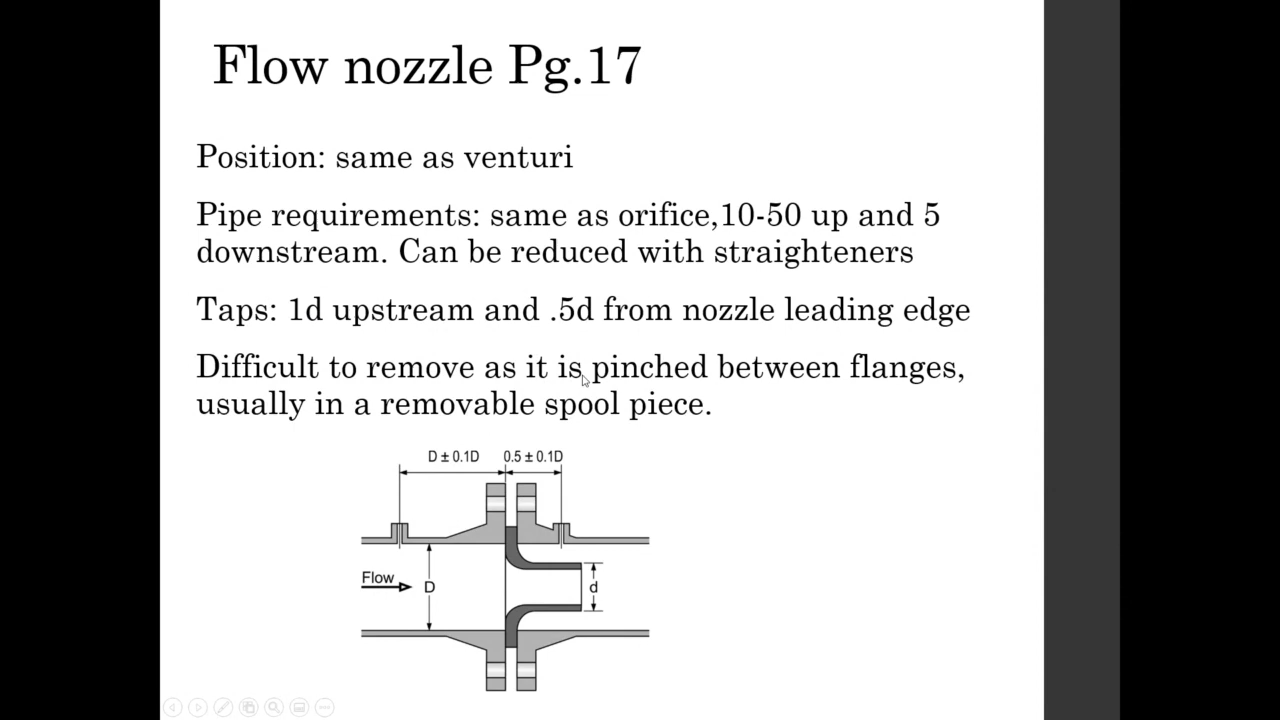 Flow nozzle Pg.17
Position: same as venturi
Pipe requirements: same as orifice,10-50 up and 5
downstream. Can be reduced with straighteners
Taps: 1d upstream and .5d from nozzle leading edge
Difficult to remove as it is pinched between flanges,
usually in a removable spool piece.
D ± 0.1D 0.5 ± 0.1D
Flow
D
d